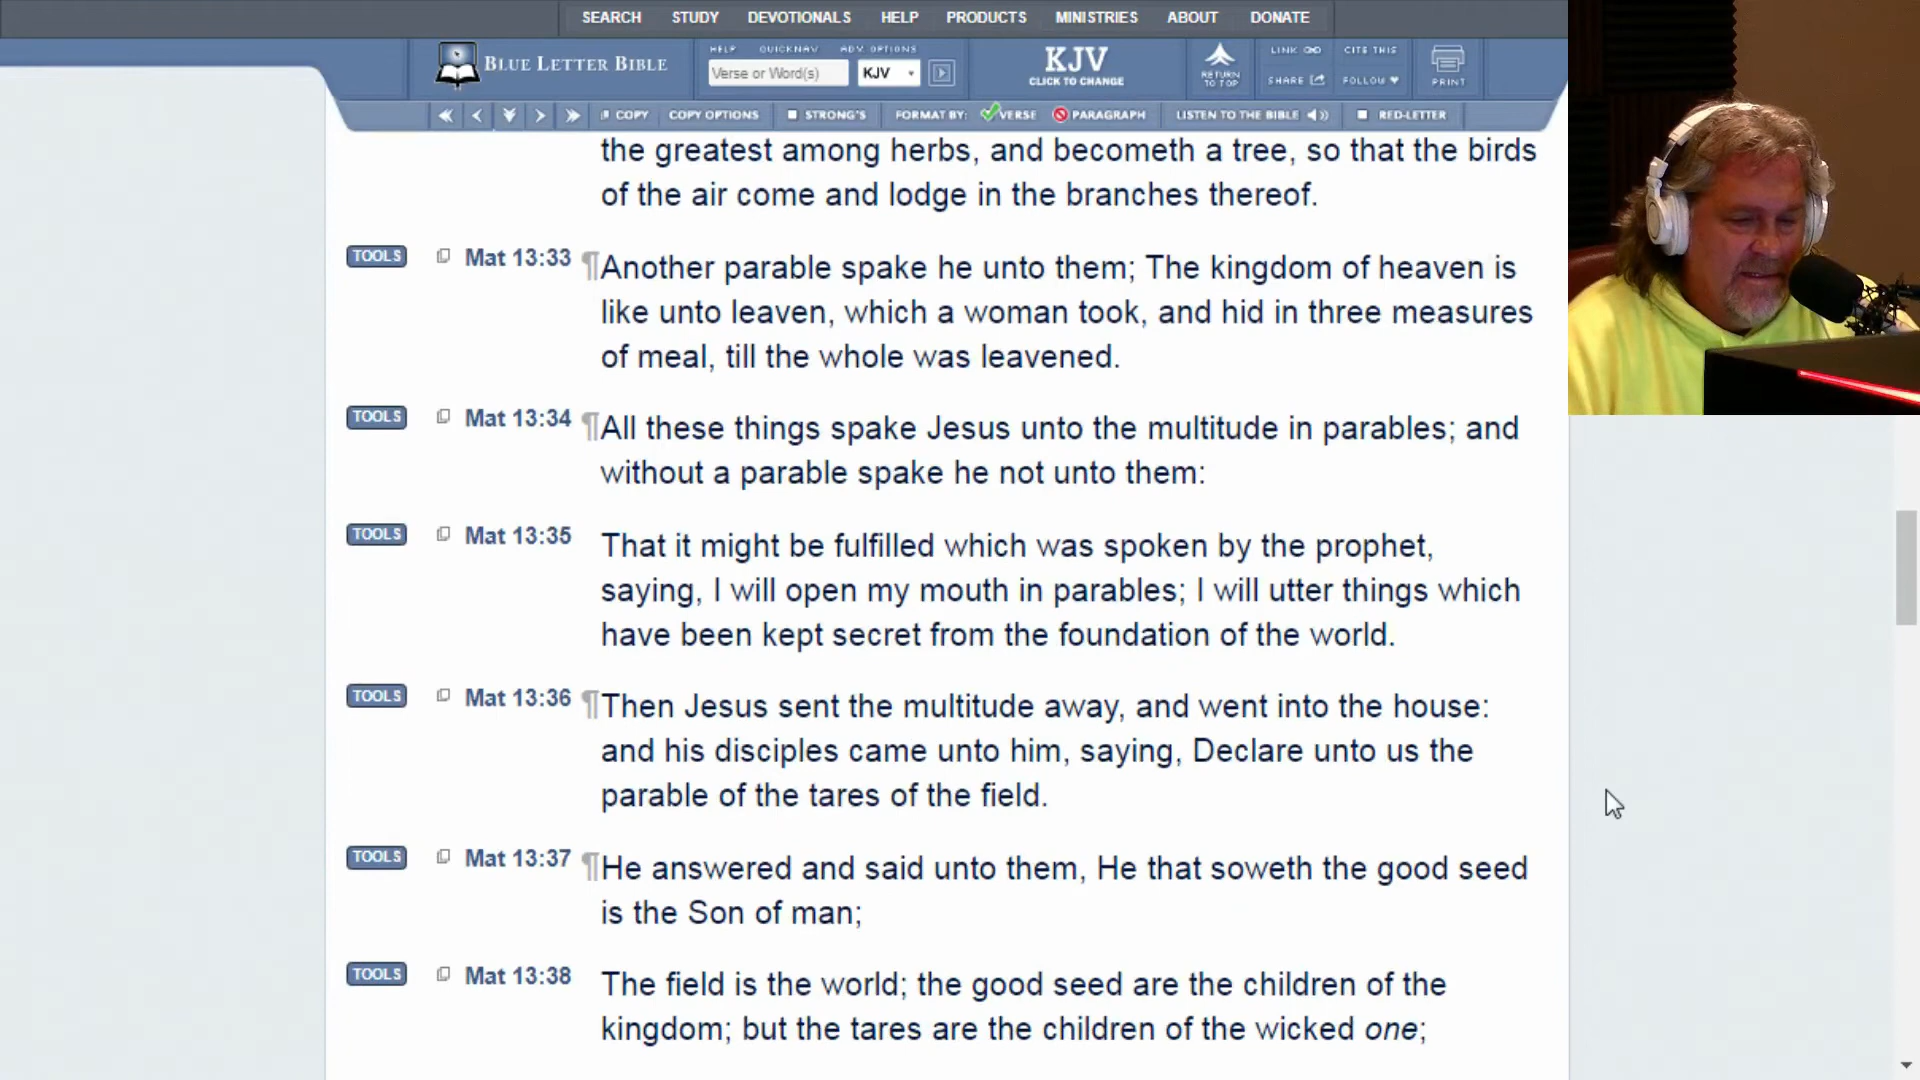 SEARCH STUDY DEVOTIONALS HELP PRODUCTS MINISTRIES ABOUT DONATE
BLUE LETTER BIBLE
HELP QUICKNAV ADV. OPTIONS
Verse or Word(s) KJV
KJV
CLICK TO CHANGE
RETURN
TO TOP
LINK CITE THIS
SHARE FOLLOW
PRINT
COPY COPY OPTIONS STRONG'S FORMAT BY: VERSE PARAGRAPH LISTEN TO THE BIBLE RED-LETTER
the greatest among herbs, and becometh a tree, so that the birds
of the air come and lodge in the branches thereof.
TOOLS Mat 13:33 ¶Another parable spake he unto them; The kingdom of heaven is
like unto leaven, which a woman took, and hid in three measures
of meal, till the whole was leavened.
TOOLS Mat 13:34 ¶All these things spake Jesus unto the multitude in parables; and
without a parable spake he not unto them:
TOOLS Mat 13:35 That it might be fulfilled which was spoken by the prophet,
saying, I will open my mouth in parables; I will utter things which
have been kept secret from the foundation of the world.
TOOLS Mat 13:36 ¶Then Jesus sent the multitude away, and went into the house:
and his disciples came unto him, saying, Declare unto us the
parable of the tares of the field.
TOOLS Mat 13:37 ¶He answered and said unto them, He that soweth the good seed
is the Son of man;
TOOLS Mat 13:38 The field is the world; the good seed are the children of the
kingdom; but the tares are the children of the wicked one;